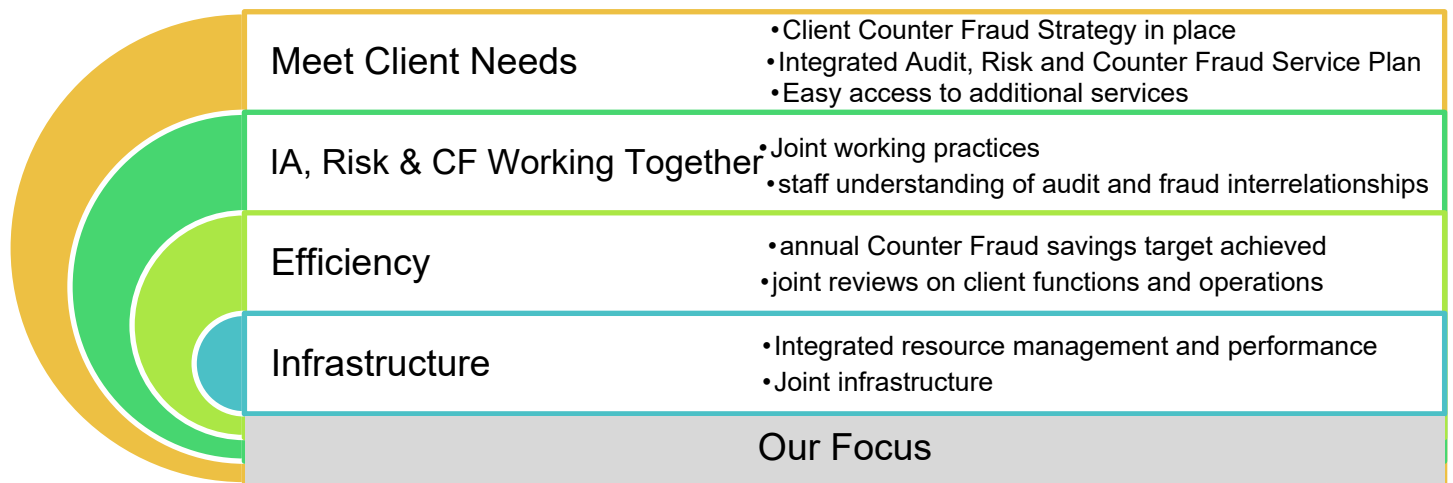 Meet Client Needs
•Client Counter Fraud Strategy in place
•Integrated Audit, Risk and Counter Fraud Service Plan
•Easy access to additional services
IA, Risk & CF Working Together
•Joint working practices
•staff understanding of audit and fraud interrelationships
Efficiency
•annual Counter Fraud savings target achieved
•joint reviews on client functions and operations
Infrastructure
•Integrated resource management and performance
•Joint infrastructure
Our Focus